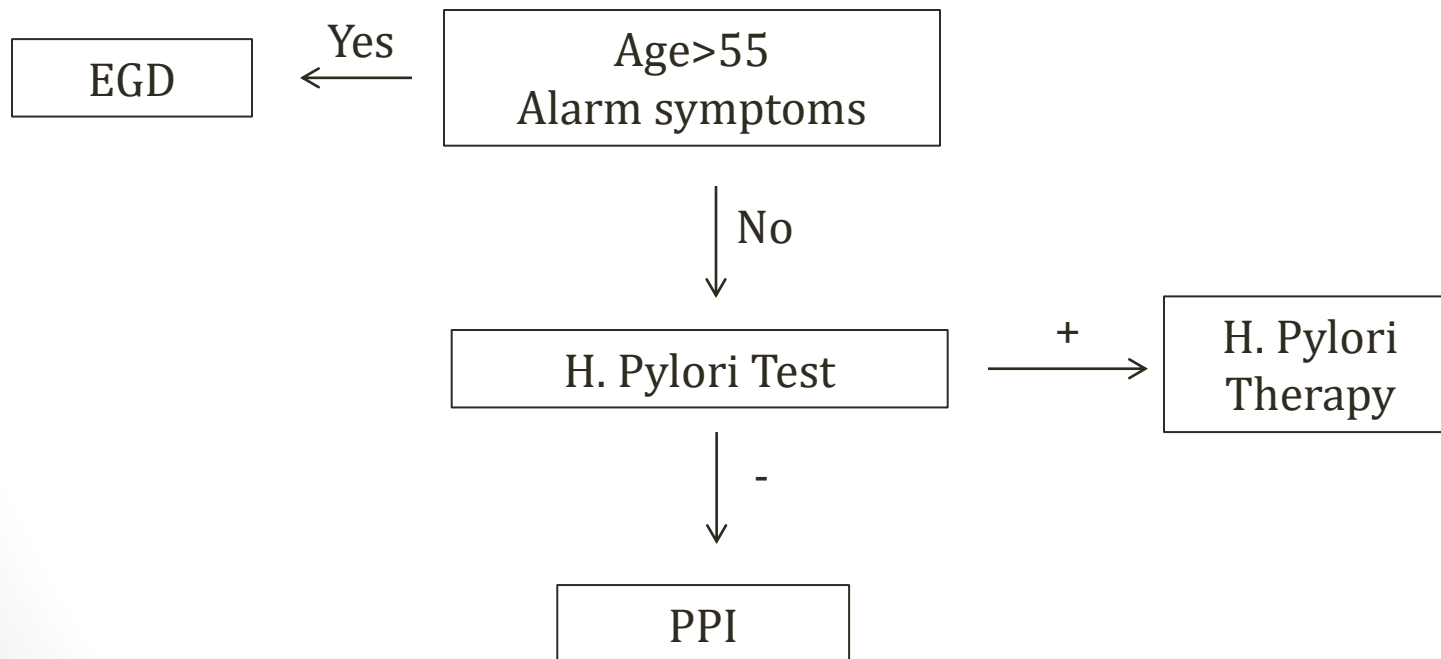 Yes
EGD
Age>55
Alarm symptoms
No
H. Pylori Test
+
H. Pylori
Therapy
-
PPI